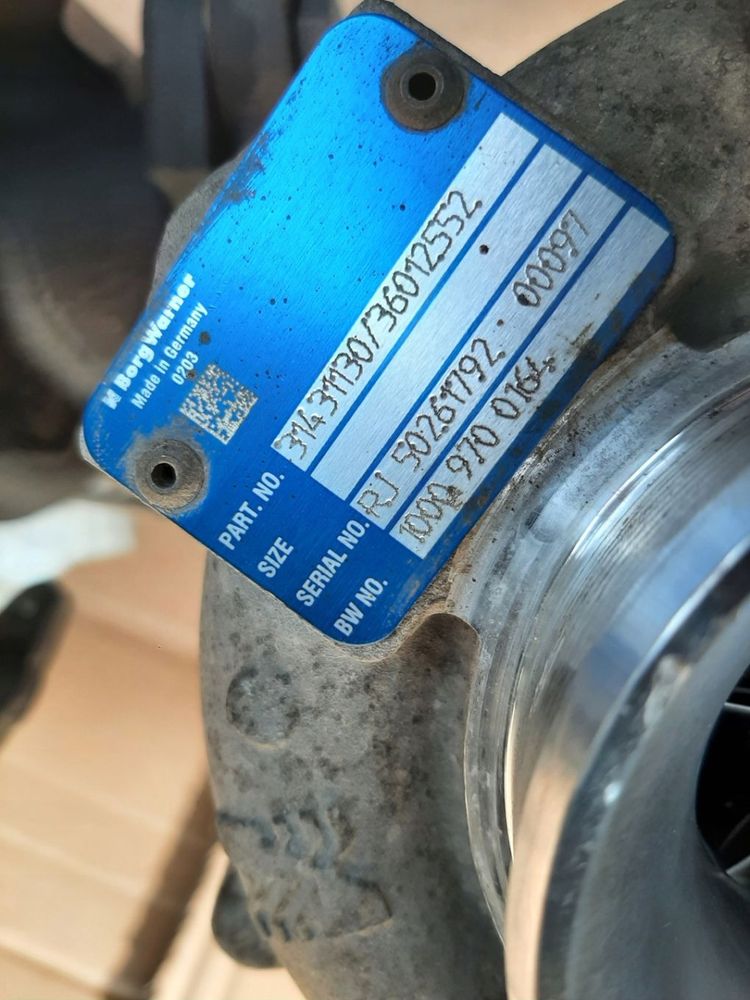 BorgWarner
Made in Germany
0203
PART. NO. 31431130/36012552
SIZE
SERIAL NO. RJ 50261792 · 00097
BW NO. 1000 970 0164